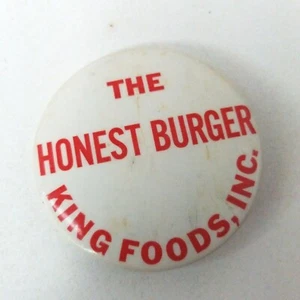 THE
HONEST BURGER
KING FOODS, INC.